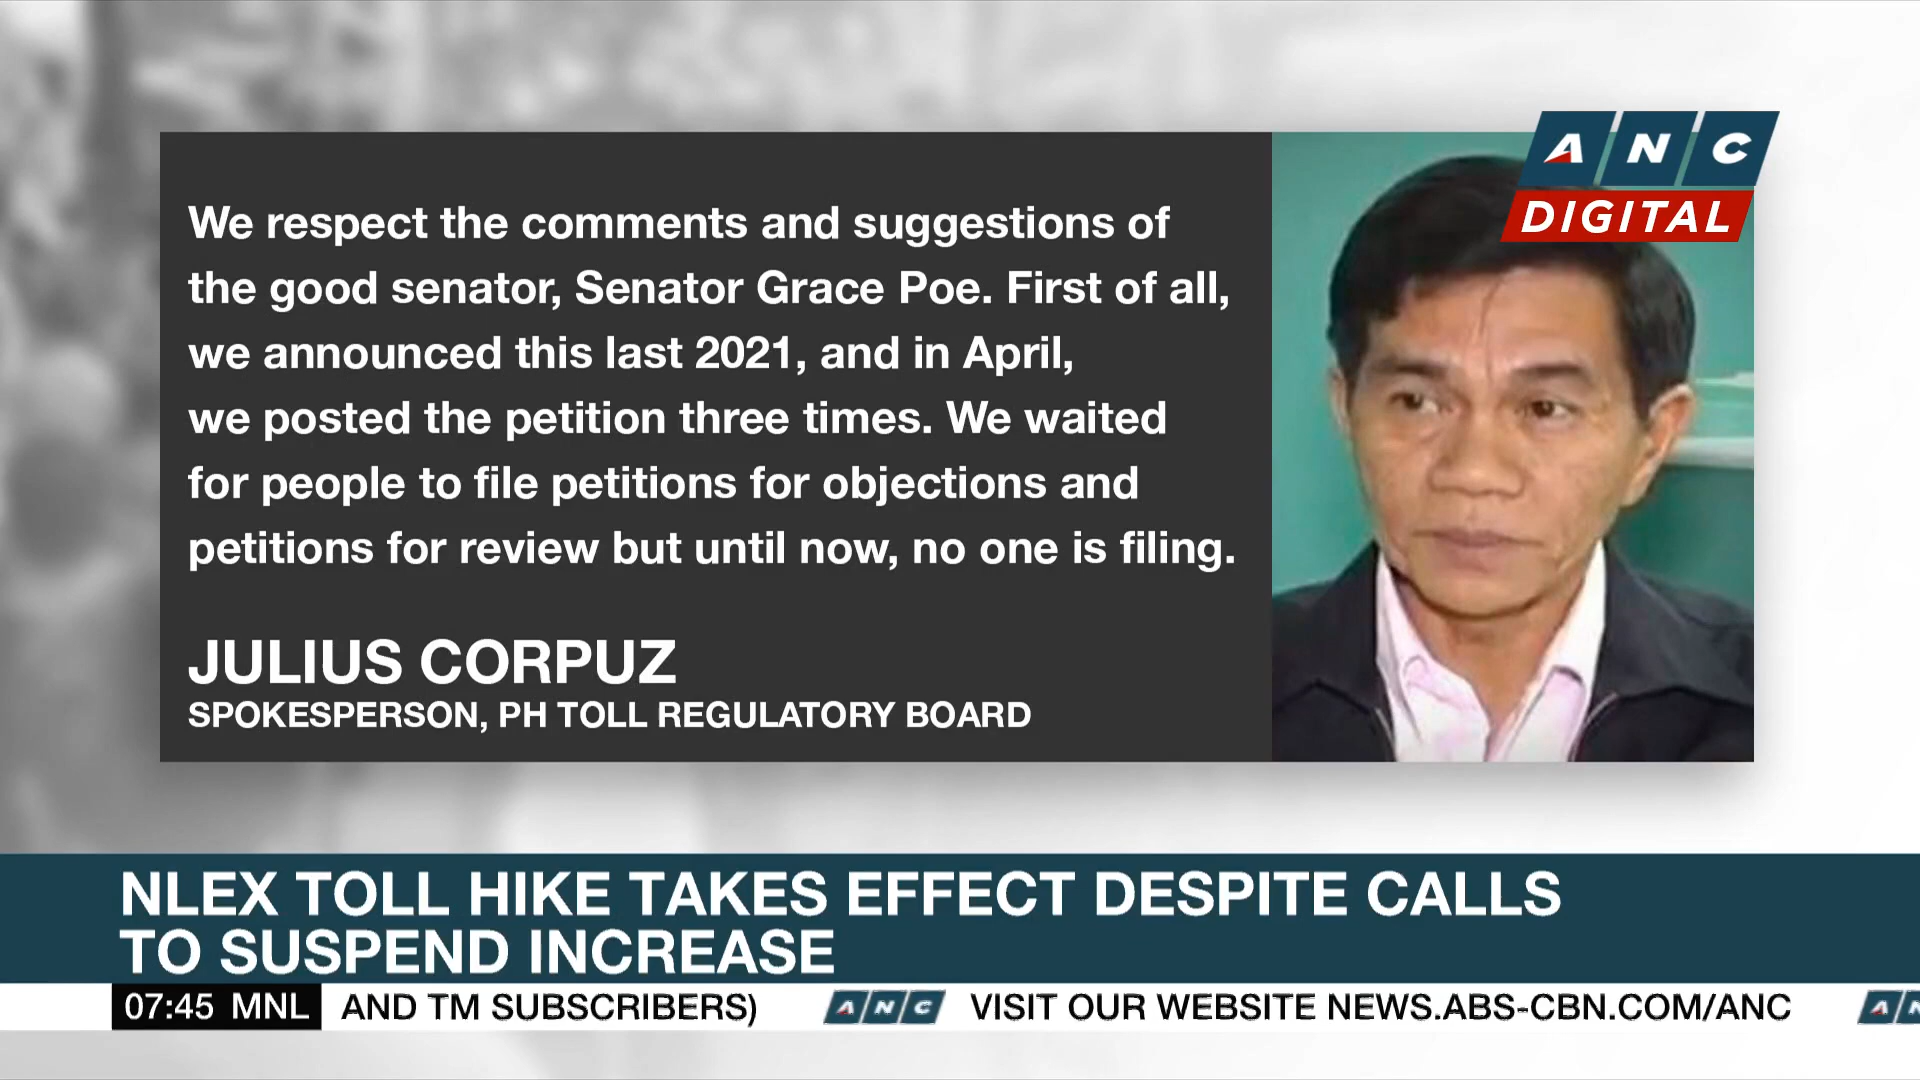 ANC
DIGITAL
We respect the comments and suggestions of
the good senator, Senator Grace Poe. First of all,
we announced this last 2021, and in April,
we posted the petition three times. We waited
for people to file petitions for objections and
petitions for review but until now, no one is filing.
JULIUS CORPUZ
SPOKESPERSON, PH TOLL REGULATORY BOARD
NLEX TOLL HIKE TAKES EFFECT DESPITE CALLS
TO SUSPEND INCREASE
07:45 MNL AND TM SUBSCRIBERS) ANC VISIT OUR WEBSITE NEWS.ABS-CBN.COM/ANC AN